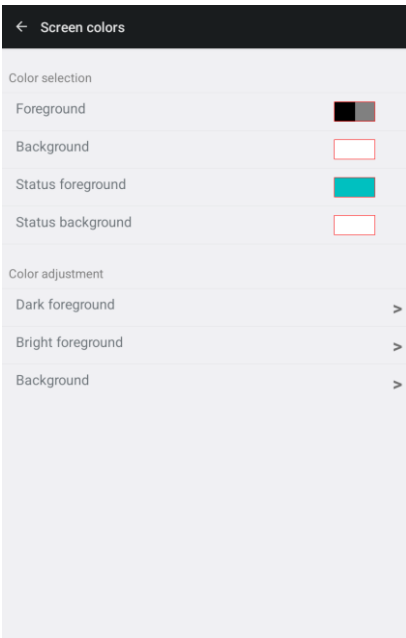 Screen colors
Color selection
Foreground
Background
Status foreground
Status background
Color adjustment
Dark foreground >
Bright foreground >
Background >